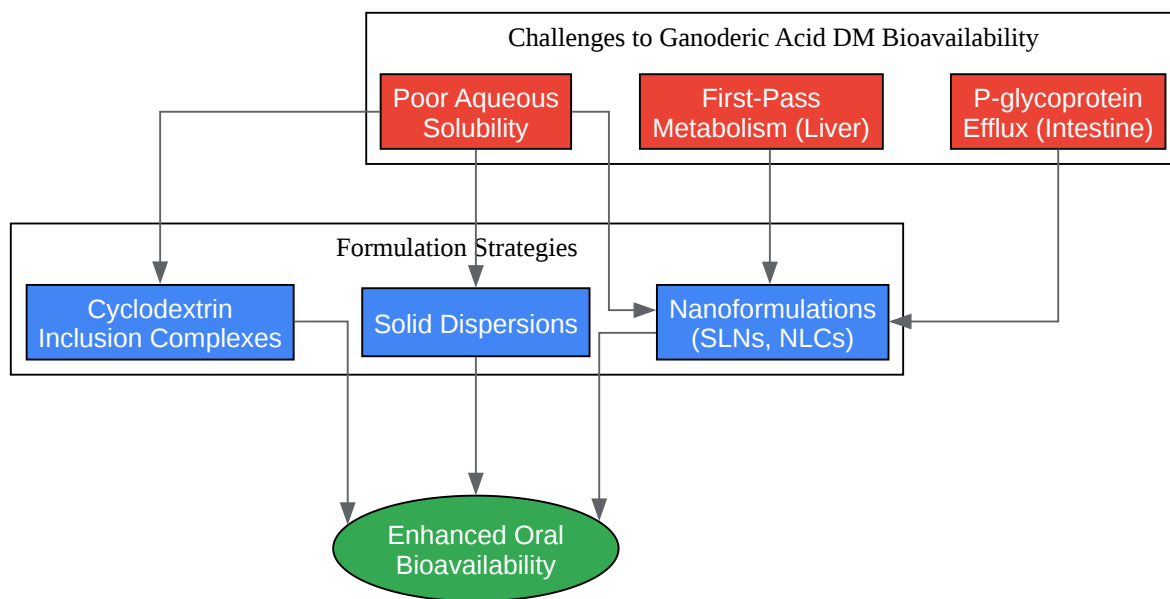 Challenges to Ganoderic Acid DM Bioavailability
Poor Aqueous
Solubility
First-Pass
Metabolism (Liver)
P-glycoprotein
Efflux (Intestine)
Formulation Strategies
Cyclodextrin
Inclusion Complexes
Solid Dispersions
Nanoformulations
(SLNs, NLCs)
Enhanced Oral
Bioavailability